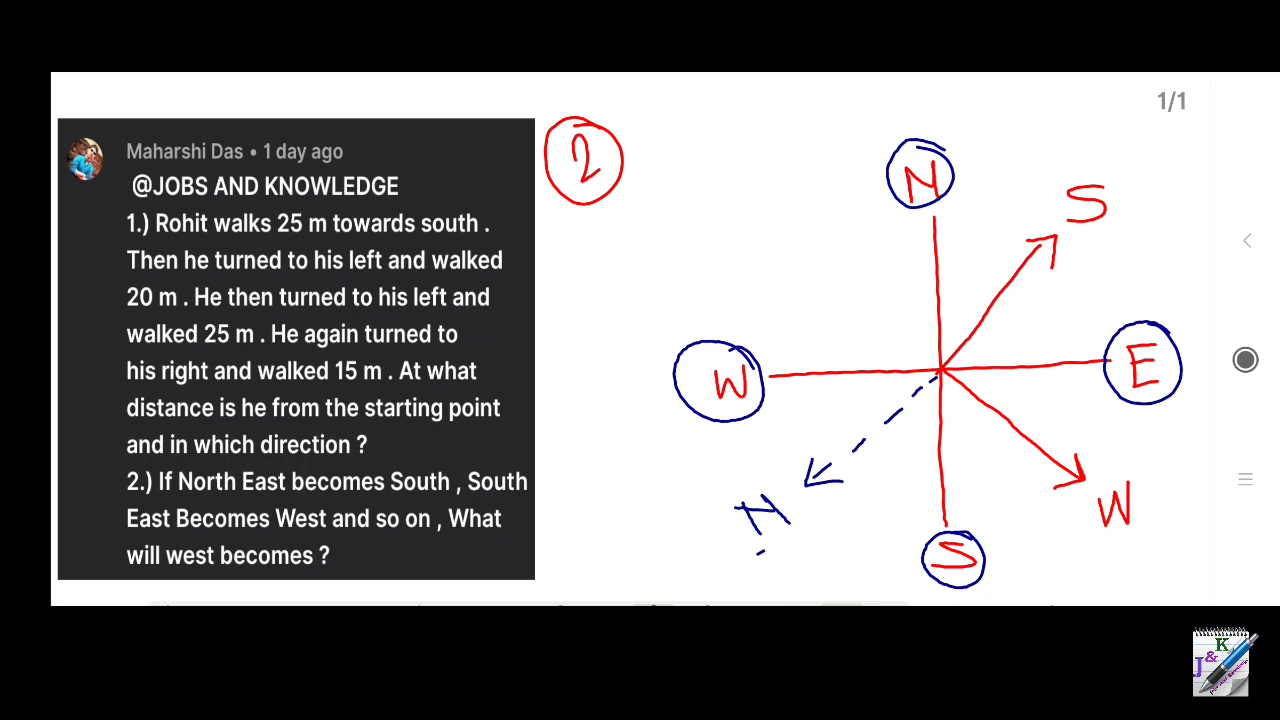 1/1
Maharshi Das • 1 day ago
@JOBS AND KNOWLEDGE
1.) Rohit walks 25 m towards south .
Then he turned to his left and walked
20 m . He then turned to his left and
walked 25 m . He again turned to
his right and walked 15 m . At what
distance is he from the starting point
and in which direction ?
2.) If North East becomes South , South
East Becomes West and so on , What
will west becomes ?
2
N
S
W
E
N
W
S
J & K